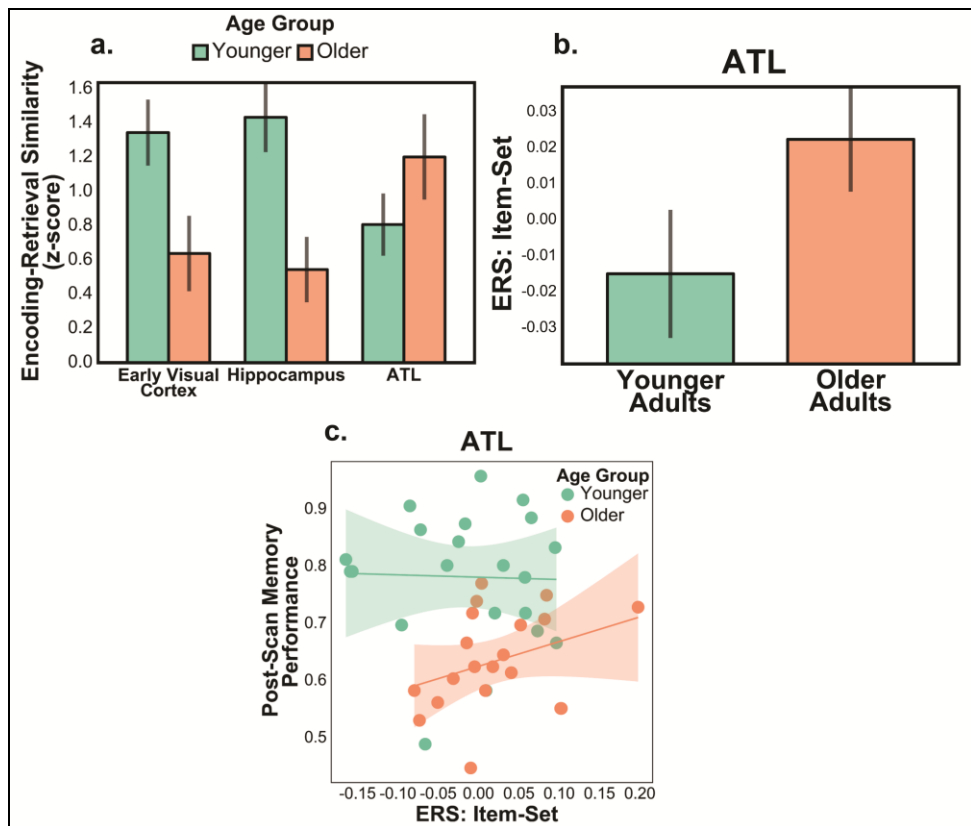 a.
Age Group
Younger Older
Encoding-Retrieval Similarity
(z-score)
1.6
1.4
1.2
1.0
0.8
0.6
0.4
0.2
0.0
Early Visual
Cortex
Hippocampus
ATL
b.
ATL
ERS: Item-Set
0.03
0.02
0.01
0.00
-0.01
-0.02
-0.03
Younger
Adults
Older
Adults
c.
ATL
Age Group
Younger
Older
Post-Scan Memory
Performance
0.9
0.8
0.7
0.6
0.5
-0.15 -0.10 -0.05 0.00 0.05 0.10 0.15 0.20
ERS: Item-Set